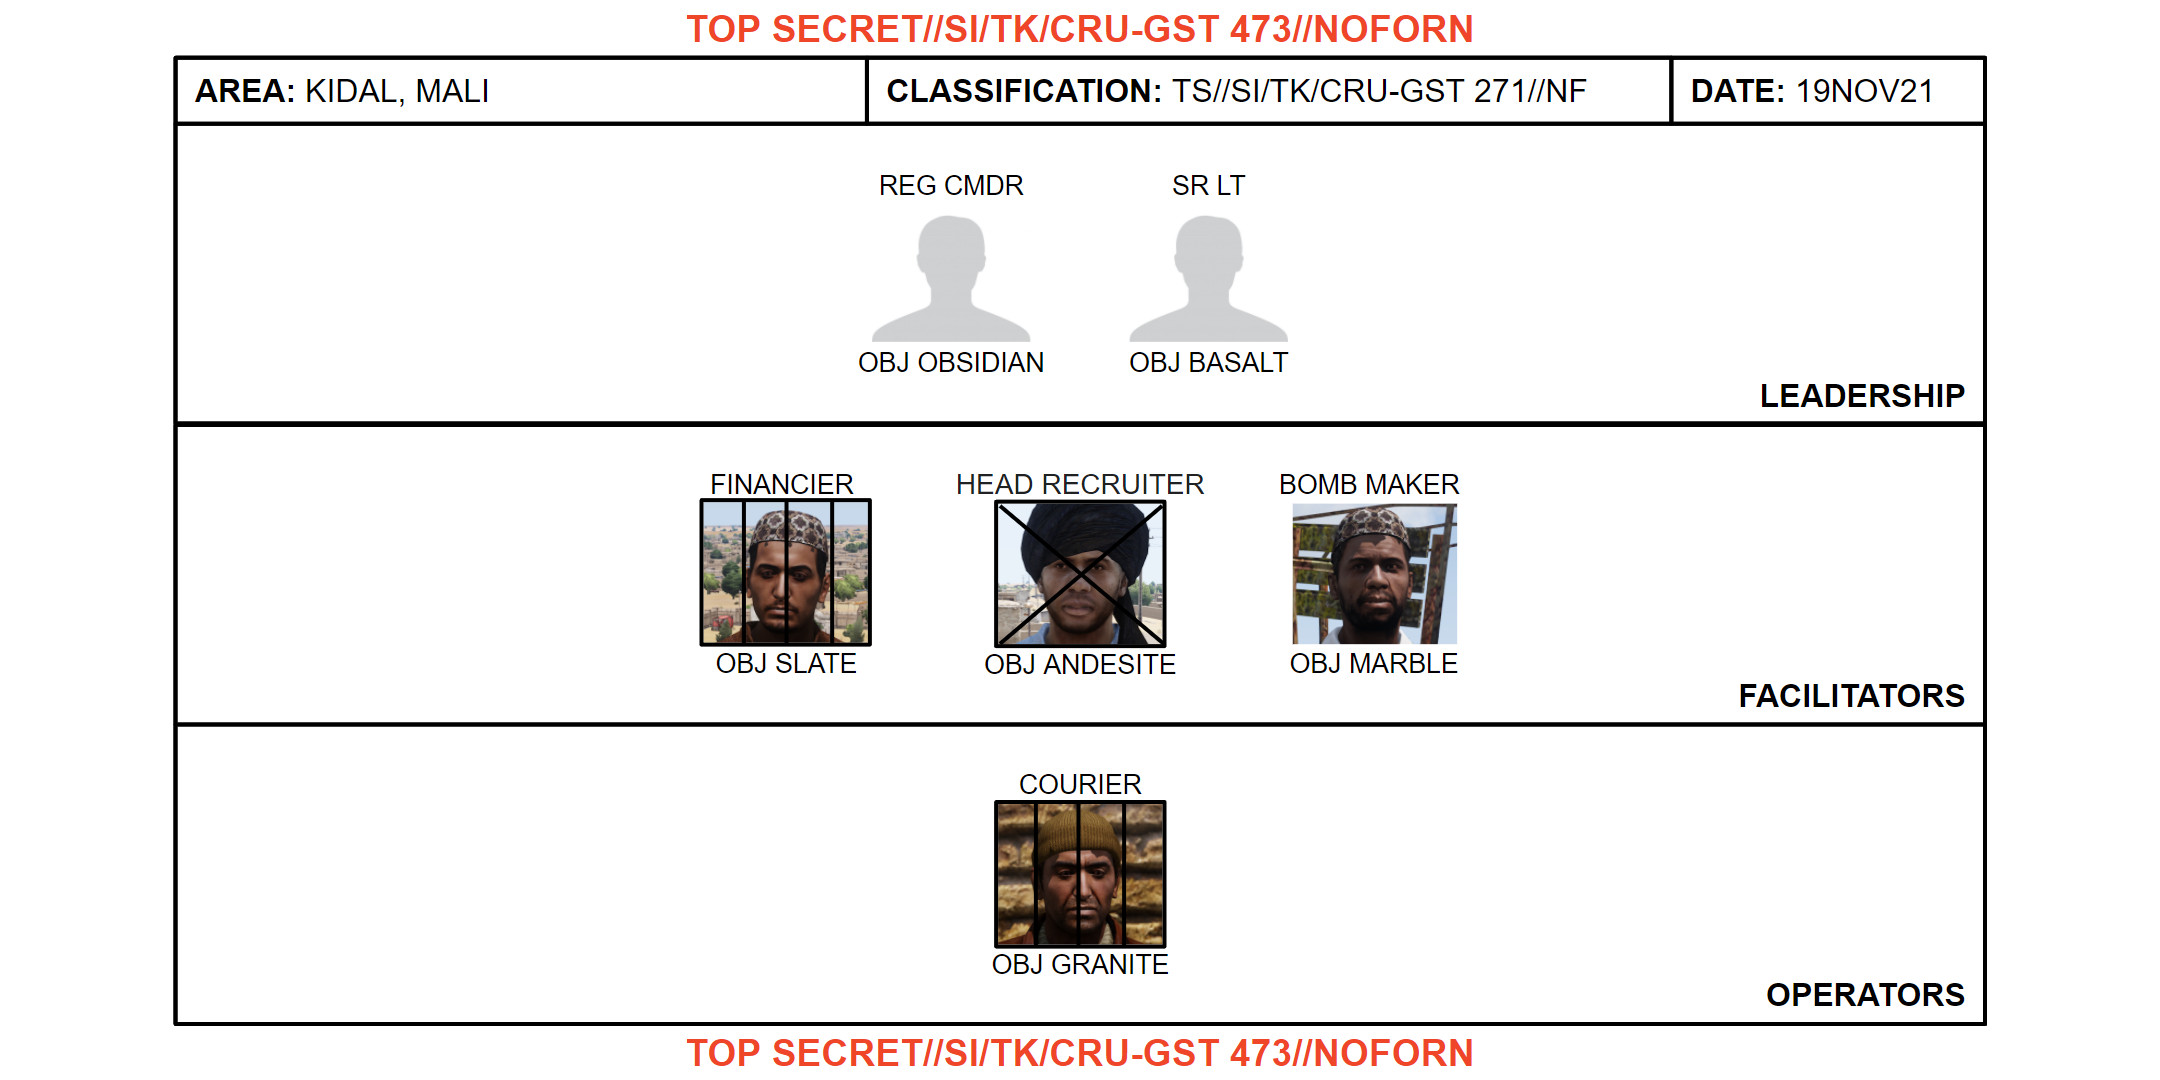 TOP SECRET//SI/TK/CRU-GST 473//NOFORN
AREA: KIDAL, MALI
CLASSIFICATION: TS//SI/TK/CRU-GST 271//NF
DATE: 19NOV21
REG CMDR
SR LT
OBJ OBSIDIAN
OBJ BASALT
LEADERSHIP
FINANCIER
HEAD RECRUITER
BOMB MAKER
OBJ SLATE
OBJ ANDESITE
OBJ MARBLE
FACILITATORS
COURIER
OBJ GRANITE
OPERATORS
TOP SECRET//SI/TK/CRU-GST 473//NOFORN